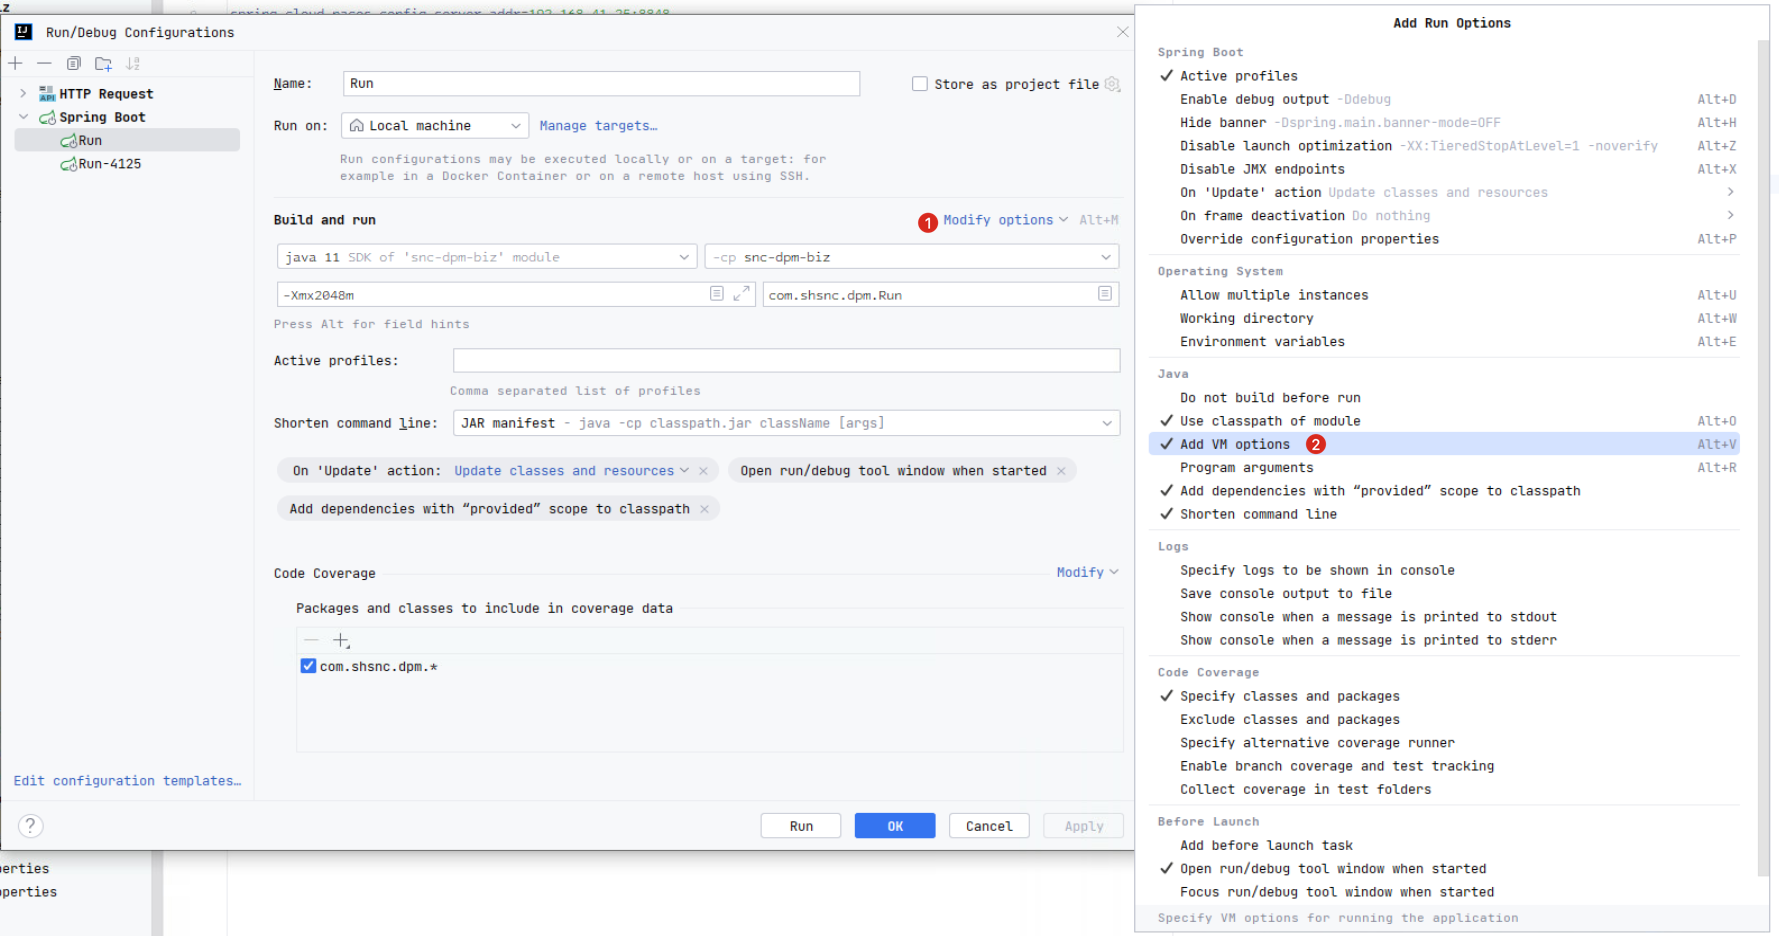 iz
spring.cloud.nacos.config.server-addr=192.168.41.25:8848
Run/Debug Configurations
HTTP Request
Spring Boot
Run
Run-4125
Edit configuration templates…
Name:
Run
Store as project file
Run on:
Local machine
Manage targets…
Run configurations may be executed locally or on a target: for
example in a Docker Container or on a remote host using SSH.
Build and run
1
Modify options
Alt+M
java 11 SDK of 'snc-dpm-biz' module
-cp snc-dpm-biz
-Xmx2048m
com.shsnc.dpm.Run
Press Alt for field hints
Active profiles:
Comma separated list of profiles
Shorten command line:
JAR manifest - java -cp classpath.jar className [args]
On 'Update' action: Update classes and resources
Open run/debug tool window when started
Add dependencies with “provided” scope to classpath
Code Coverage
Modify
Packages and classes to include in coverage data
com.shsnc.dpm.*
?
Run
OK
Cancel
Apply
perties
operties
Add Run Options
Spring Boot
Active profiles
Enable debug output -Ddebug Alt+D
Hide banner -Dspring.main.banner-mode=OFF Alt+H
Disable launch optimization -XX:TieredStopAtLevel=1 -noverify Alt+Z
Disable JMX endpoints Alt+X
On 'Update' action Update classes and resources
On frame deactivation Do nothing
Override configuration properties Alt+P
Operating System
Allow multiple instances Alt+U
Working directory Alt+W
Environment variables Alt+E
Java
Do not build before run
Use classpath of module Alt+O
Add VM options 2 Alt+V
Program arguments Alt+R
Add dependencies with “provided” scope to classpath
Shorten command line
Logs
Specify logs to be shown in console
Save console output to file
Show console when a message is printed to stdout
Show console when a message is printed to stderr
Code Coverage
Specify classes and packages
Exclude classes and packages
Specify alternative coverage runner
Enable branch coverage and test tracking
Collect coverage in test folders
Before Launch
Add before launch task
Open run/debug tool window when started
Focus run/debug tool window when started
Specify VM options for running the application